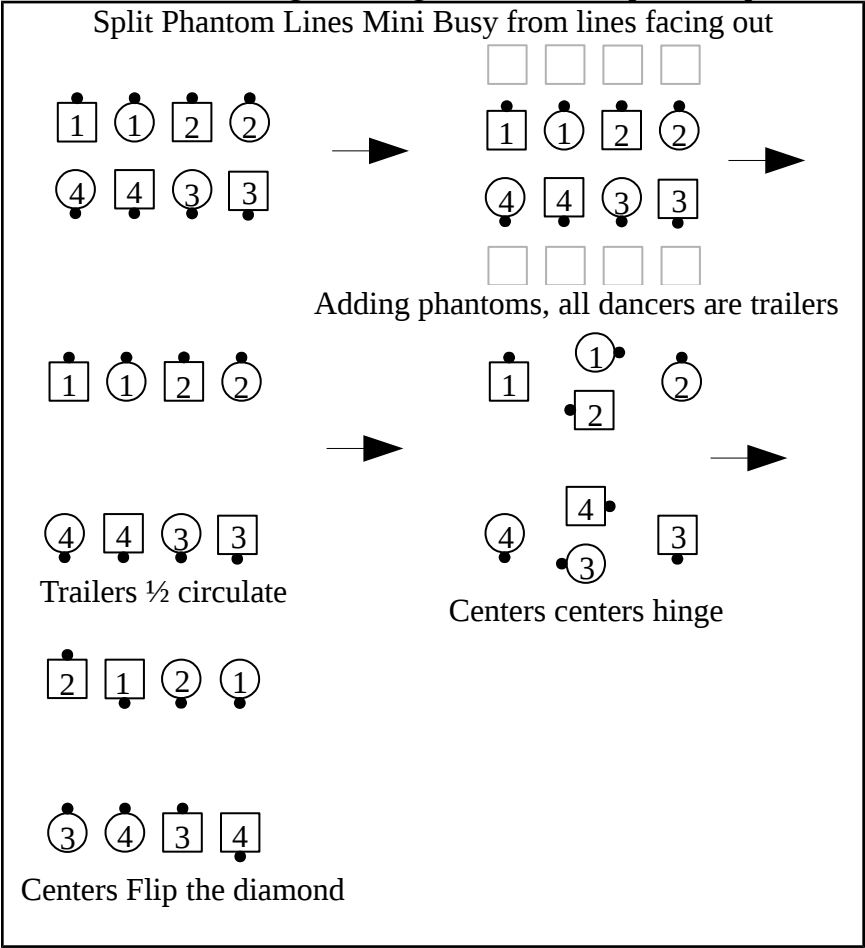 Split Phantom Lines Mini Busy from lines facing out
1 1 2 2
4 4 3 3
1 1 2 2
4 4 3 3
Adding phantoms, all dancers are trailers
1 1 2 2
4 4 3 3
Trailers ½ circulate
1 1 2
2
4 4 3
3
Centers centers hinge
2 1 2 1
3 4 3 4
Centers Flip the diamond